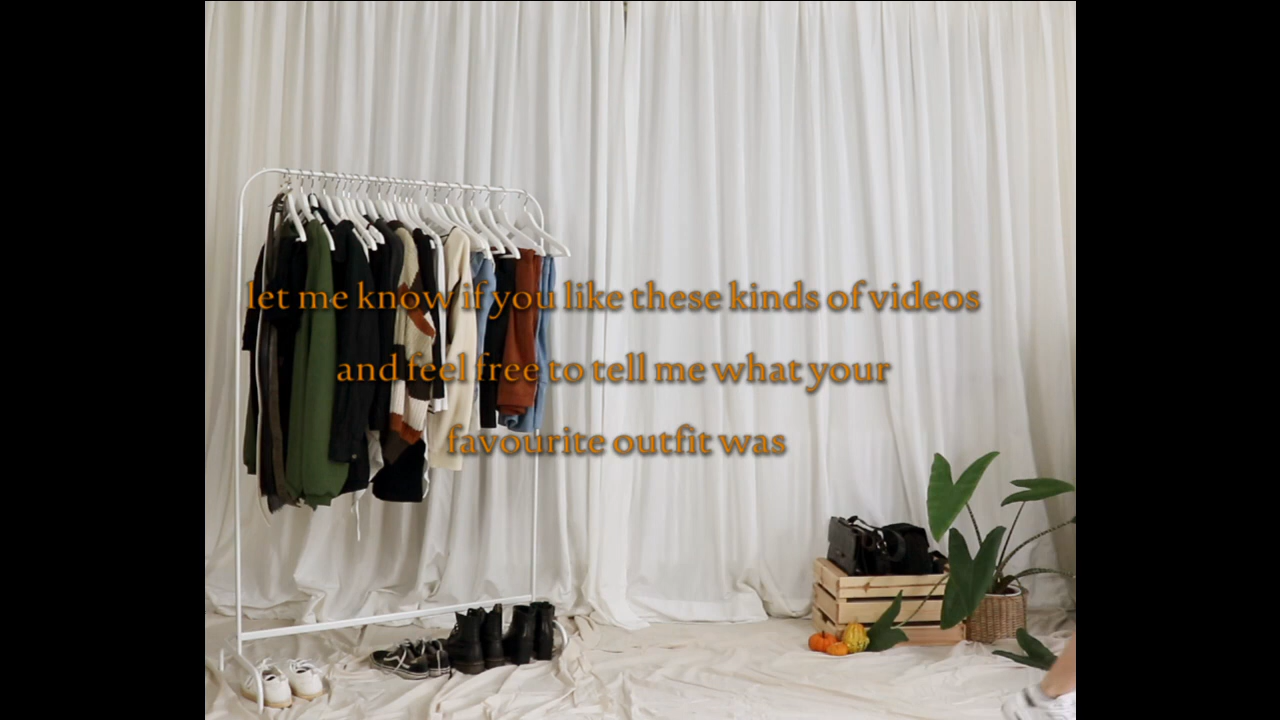 let me know if you like these kinds of videos
and feel free to tell me what your
favourite outfit was